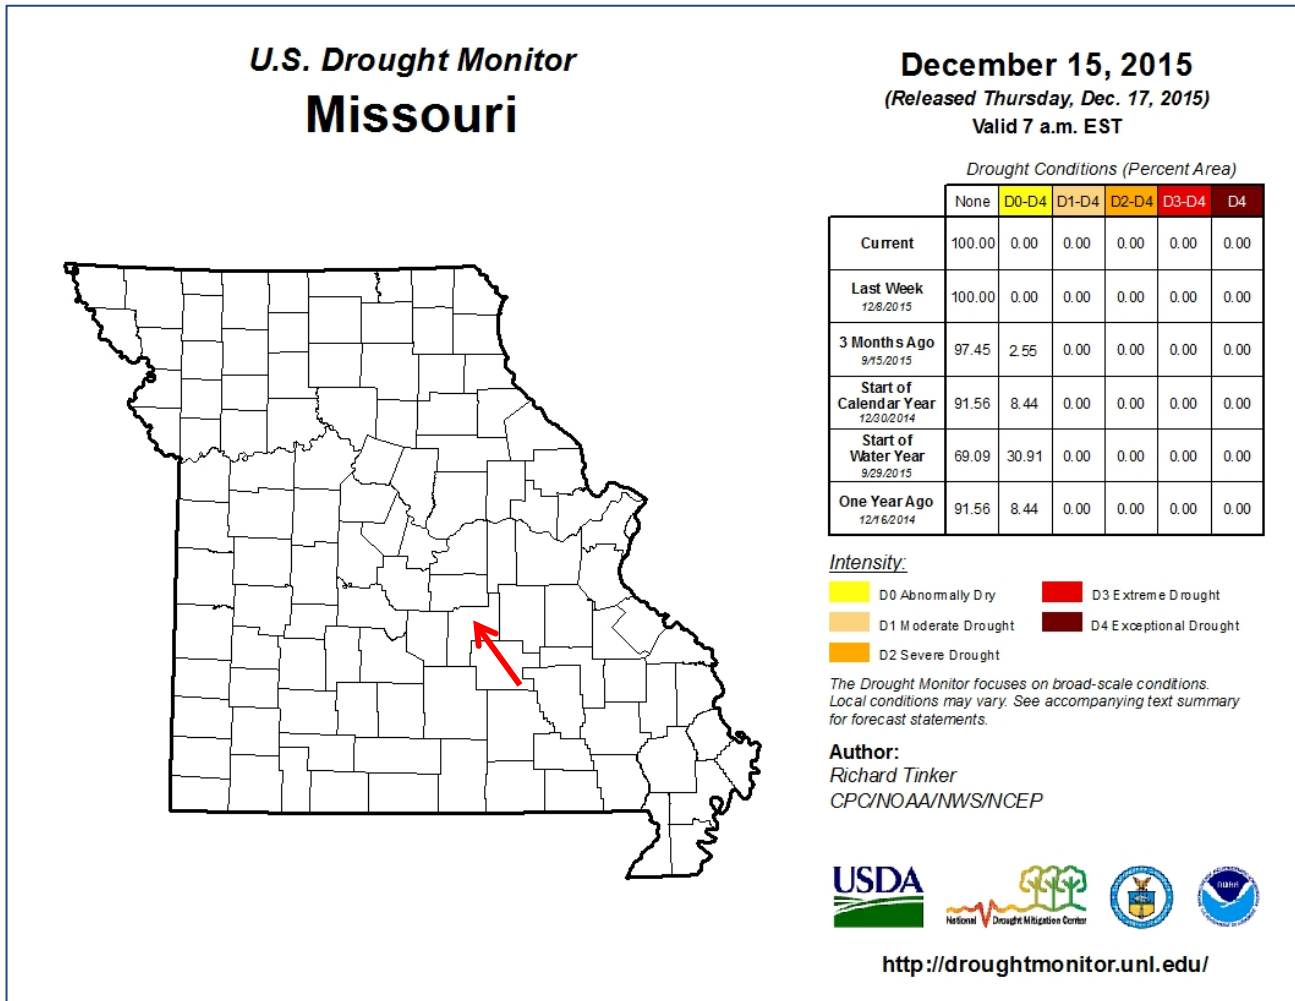 U.S. Drought Monitor
Missouri
December 15, 2015
(Released Thursday, Dec. 17, 2015)
Valid 7 a.m. EST
Drought Conditions (Percent Area)
None D0-D4 D1-D4 D2-D4 D3-D4 D4
Current 100.00 0.00 0.00 0.00 0.00 0.00
Last Week
12/8/2015
100.00 0.00 0.00 0.00 0.00 0.00
3 Months Ago
9/15/2015
97.45 2.55 0.00 0.00 0.00 0.00
Start of
Calendar Year
12/30/2014
91.56 8.44 0.00 0.00 0.00 0.00
Start of
Water Year
9/29/2015
69.09 30.91 0.00 0.00 0.00 0.00
One Year Ago
12/16/2014
91.56 8.44 0.00 0.00 0.00 0.00
Intensity:
D0 Abnormally Dry
D1 Moderate Drought
D2 Severe Drought
D3 Extreme Drought
D4 Exceptional Drought
The Drought Monitor focuses on broad-scale conditions.
Local conditions may vary. See accompanying text summary
for forecast statements.
Author:
Richard Tinker
CPC/NOAA/NWS/NCEP
USDA
National Drought Mitigation Center
noaa
http://droughtmonitor.unl.edu/